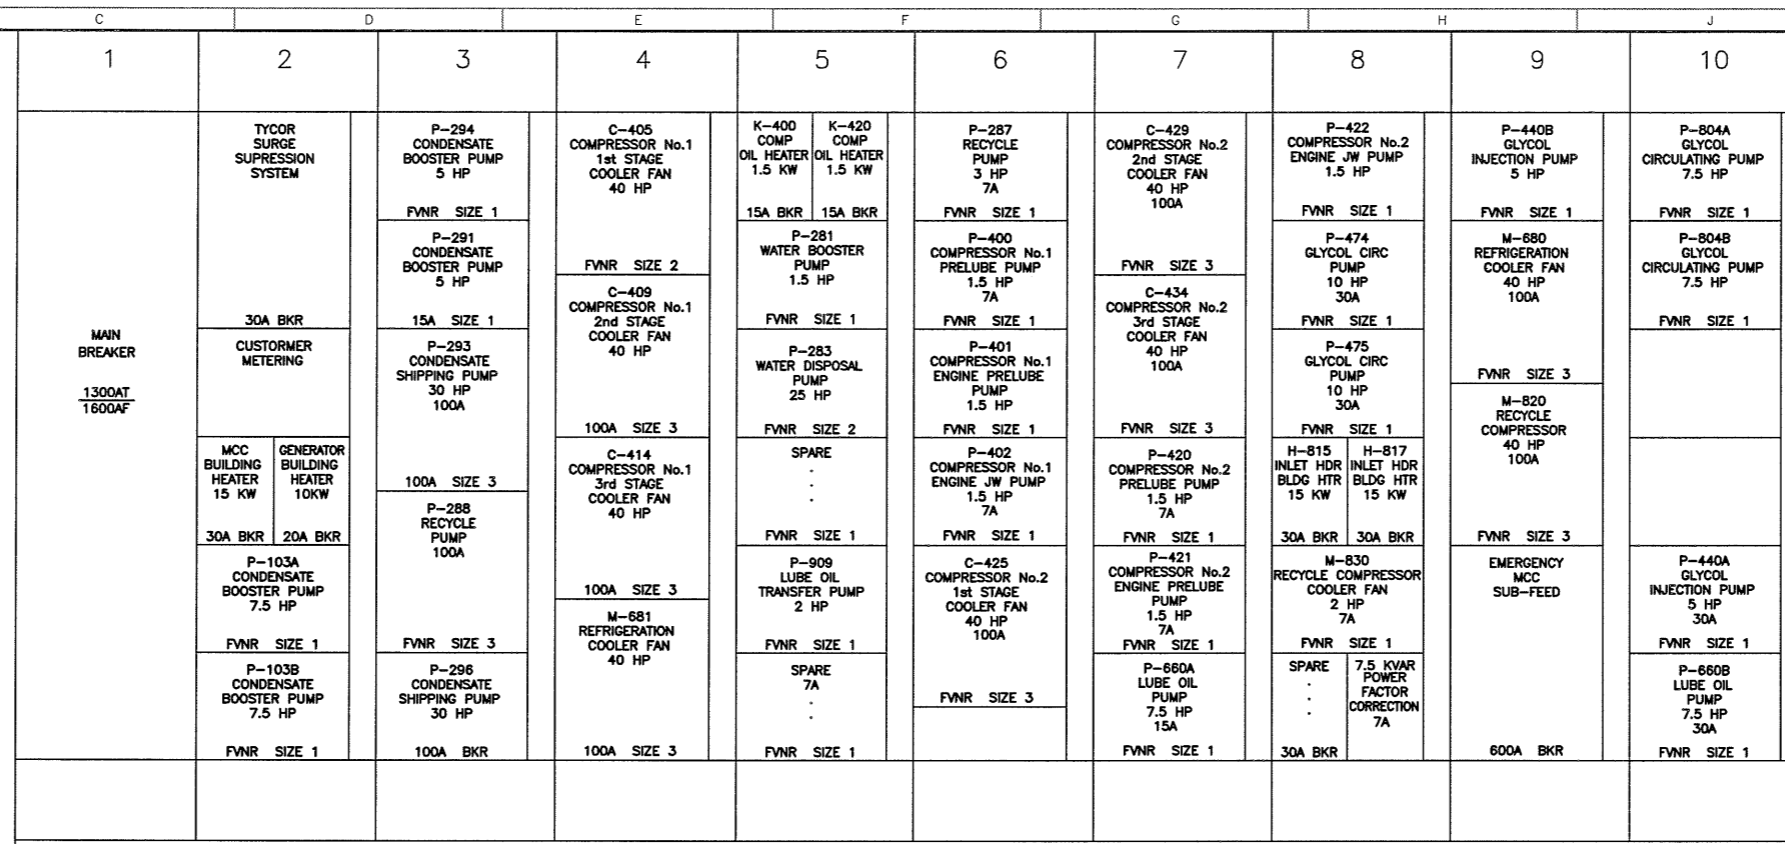 C D E F G H J
1 2 3 4 5 6 7 8 9 10
MAIN
BREAKER
1300AT
1600AF
TYCOR
SURGE
SUPRESSION
SYSTEM
30A BKR
CUSTORMER
METERING
MCC
BUILDING
HEATER
15 KW
30A BKR
GENERATOR
BUILDING
HEATER
10KW
20A BKR
P-103A
CONDENSATE
BOOSTER PUMP
7.5 HP
FVNR SIZE 1
P-103B
CONDENSATE
BOOSTER PUMP
7.5 HP
FVNR SIZE 1
P-294
CONDENSATE
BOOSTER PUMP
5 HP
FVNR SIZE 1
P-291
CONDENSATE
BOOSTER PUMP
5 HP
15A SIZE 1
P-293
CONDENSATE
SHIPPING PUMP
30 HP
100A
100A SIZE 3
P-288
RECYCLE
PUMP
100A
FVNR SIZE 3
P-296
CONDENSATE
SHIPPING PUMP
30 HP
100A BKR
C-405
COMPRESSOR No.1
1st STAGE
COOLER FAN
40 HP
FVNR SIZE 2
C-409
COMPRESSOR No.1
2nd STAGE
COOLER FAN
40 HP
100A SIZE 3
C-414
COMPRESSOR No.1
3rd STAGE
COOLER FAN
40 HP
100A SIZE 3
M-681
REFRIGERATION
COOLER FAN
40 HP
100A SIZE 3
K-400
COMP
OIL HEATER
1.5 KW
15A BKR
K-420
COMP
OIL HEATER
1.5 KW
15A BKR
P-281
WATER BOOSTER
PUMP
1.5 HP
FVNR SIZE 1
P-283
WATER DISPOSAL
PUMP
25 HP
FVNR SIZE 2
SPARE
.
.
.
FVNR SIZE 1
P-909
LUBE OIL
TRANSFER PUMP
2 HP
FVNR SIZE 1
SPARE
7A
.
.
FVNR SIZE 1
P-287
RECYCLE
PUMP
3 HP
7A
FVNR SIZE 1
P-400
COMPRESSOR No.1
PRELUBE PUMP
1.5 HP
7A
FVNR SIZE 1
P-401
COMPRESSOR No.1
ENGINE PRELUBE
PUMP
1.5 HP
FVNR SIZE 1
P-402
COMPRESSOR No.1
ENGINE JW PUMP
1.5 HP
7A
FVNR SIZE 1
C-425
COMPRESSOR No.2
1st STAGE
COOLER FAN
40 HP
100A
FVNR SIZE 3
C-429
COMPRESSOR No.2
2nd STAGE
COOLER FAN
40 HP
100A
FVNR SIZE 3
C-434
COMPRESSOR No.2
3rd STAGE
COOLER FAN
40 HP
100A
FVNR SIZE 3
P-420
COMPRESSOR No.2
PRELUBE PUMP
1.5 HP
7A
FVNR SIZE 1
P-421
COMPRESSOR No.2
ENGINE PRELUBE
PUMP
1.5 HP
7A
FVNR SIZE 1
P-660A
LUBE OIL
PUMP
7.5 HP
15A
FVNR SIZE 1
P-422
COMPRESSOR No.2
ENGINE JW PUMP
1.5 HP
FVNR SIZE 1
P-474
GLYCOL CIRC
PUMP
10 HP
30A
FVNR SIZE 1
P-475
GLYCOL CIRC
PUMP
10 HP
30A
FVNR SIZE 1
H-815
INLET HDR
BLDG HTR
15 KW
30A BKR
H-817
INLET HDR
BLDG HTR
15 KW
30A BKR
M-830
RECYCLE COMPRESSOR
COOLER FAN
2 HP
7A
FVNR SIZE 1
SPARE
.
.
.
30A BKR
7.5 KVAR
POWER
FACTOR
CORRECTION
7A
P-440B
GLYCOL
INJECTION PUMP
5 HP
FVNR SIZE 1
M-680
REFRIGERATION
COOLER FAN
40 HP
100A
FVNR SIZE 3
M-820
RECYCLE
COMPRESSOR
40 HP
100A
FVNR SIZE 3
EMERGENCY
MCC
SUB-FEED
600A BKR
P-804A
GLYCOL
CIRCULATING PUMP
7.5 HP
FVNR SIZE 1
P-804B
GLYCOL
CIRCULATING PUMP
7.5 HP
FVNR SIZE 1
P-440A
GLYCOL
INJECTION PUMP
5 HP
30A
FVNR SIZE 1
P-660B
LUBE OIL
PUMP
7.5 HP
30A
FVNR SIZE 1